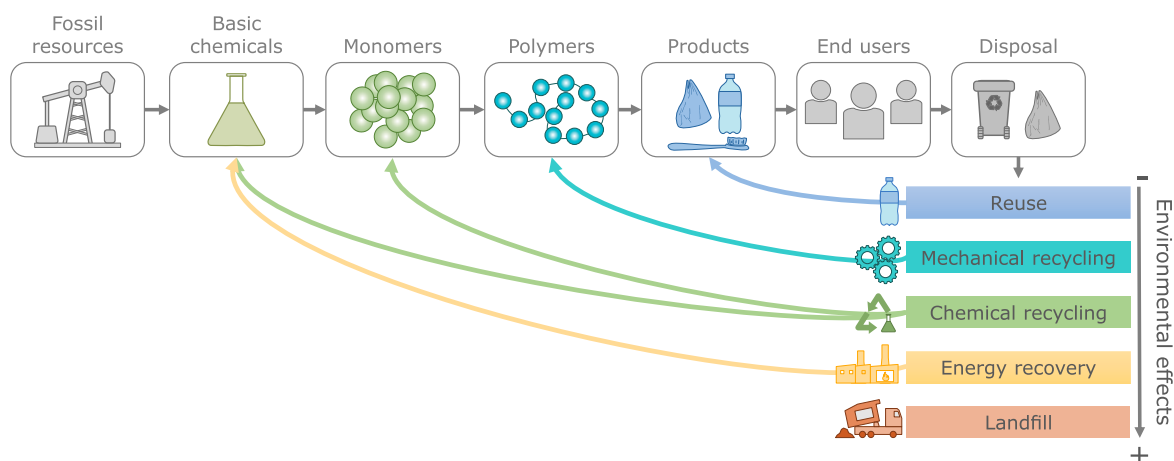 Fossil
resources
Basic
chemicals
Monomers
Polymers
Products
End users
Disposal
-
Reuse
Mechanical recycling
Chemical recycling
Energy recovery
Landfill
Environmental effects
+